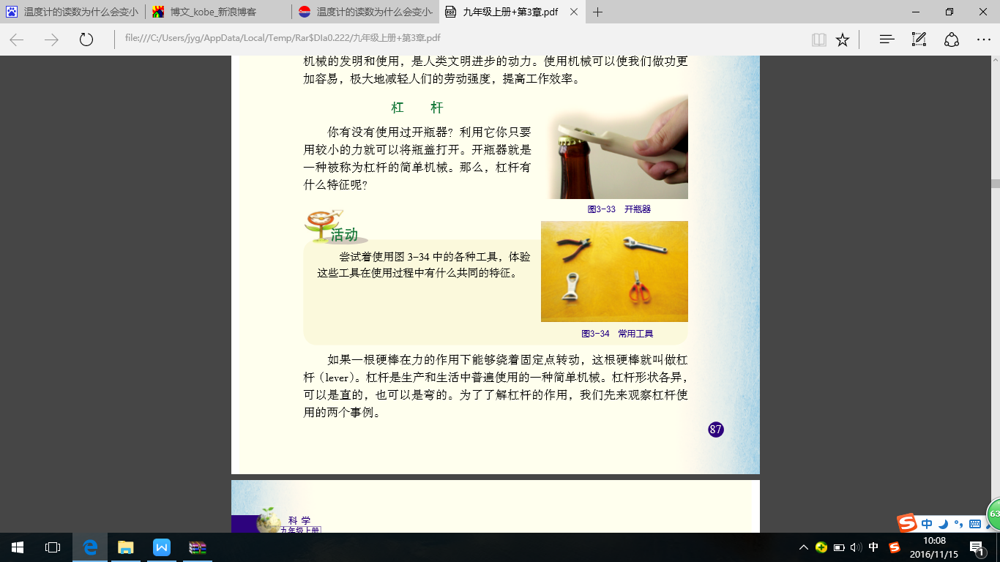 温度计的读数为什么会变小
博文_kobe_新浪博客
温度计的读数为什么会变小-
九年级上册+第3章.pdf
file:///C:/Users/jyg/AppData/Local/Temp/Rar$DIa0.222/九年级上册+第3章.pdf
机械的发明和使用，是人类文明进步的动力。使用机械可以使我们做功更
加容易，极大地减轻人们的劳动强度，提高工作效率。
杠 杆
你有没有使用过开瓶器？利用它你只要
用较小的力就可以将瓶盖打开。开瓶器就是
一种被称为杠杆的简单机械。那么，杠杆有
什么特征呢？
图3-33 开瓶器
活动
尝试着使用图 3-34 中的各种工具，体验
这些工具在使用过程中有什么共同的特征。
图3-34 常用工具
如果一根硬棒在力的作用下能够绕着固定点转动，这根硬棒就叫做杠
杆（lever）。杠杆是生产和生活中普遍使用的一种简单机械。杠杆形状各异，
可以是直的，也可以是弯的。为了了解杠杆的作用，我们先来观察杠杆使
用的两个事例。
87
科 学
九年级上册
中
63
中
10:08
2016/11/15
1